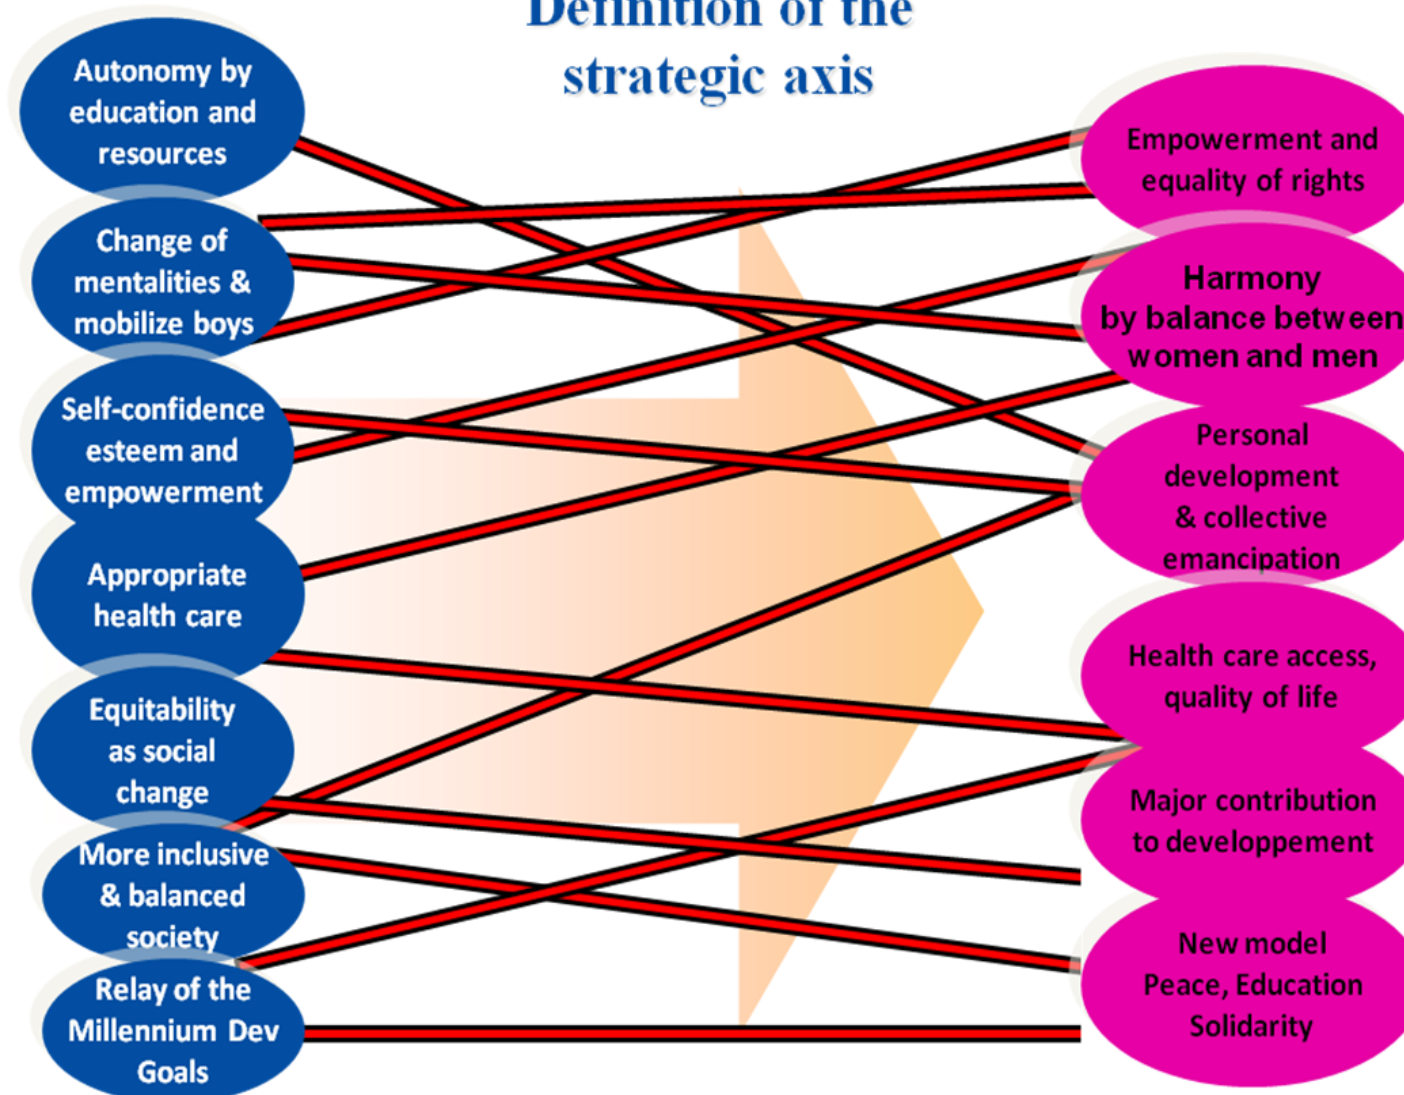 Definition of the
strategic axis
Autonomy by
education and
resources
Change of
mentalities &
mobilize boys
Self-confidence
esteem and
empowerment
Appropriate
health care
Equitability
as social
change
More inclusive
& balanced
society
Relay of the
Millennium Dev
Goals
Empowerment and
equality of rights
Harmony
by balance between
women and men
Personal
development
& collective
emancipation
Health care access,
quality of life
Major contribution
to developpement
New model
Peace, Education
Solidarity